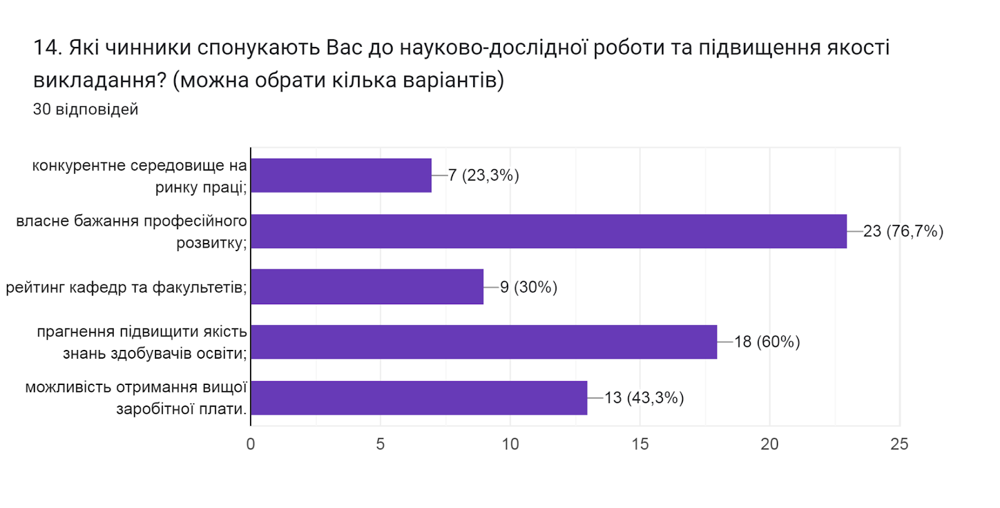 14. Які чинники спонукають Вас до науково-дослідної роботи та підвищення якості
викладання? (можна обрати кілька варіантів)
30 відповідей
конкурентне середовище на
ринку праці;
7 (23,3%)
власне бажання професійного
розвитку;
23 (76,7%)
рейтинг кафедр та факультетів;
9 (30%)
прагнення підвищити якість
знань здобувачів освіти;
18 (60%)
можливість отримання вищої
заробітної плати.
13 (43,3%)
0 5 10 15 20 25